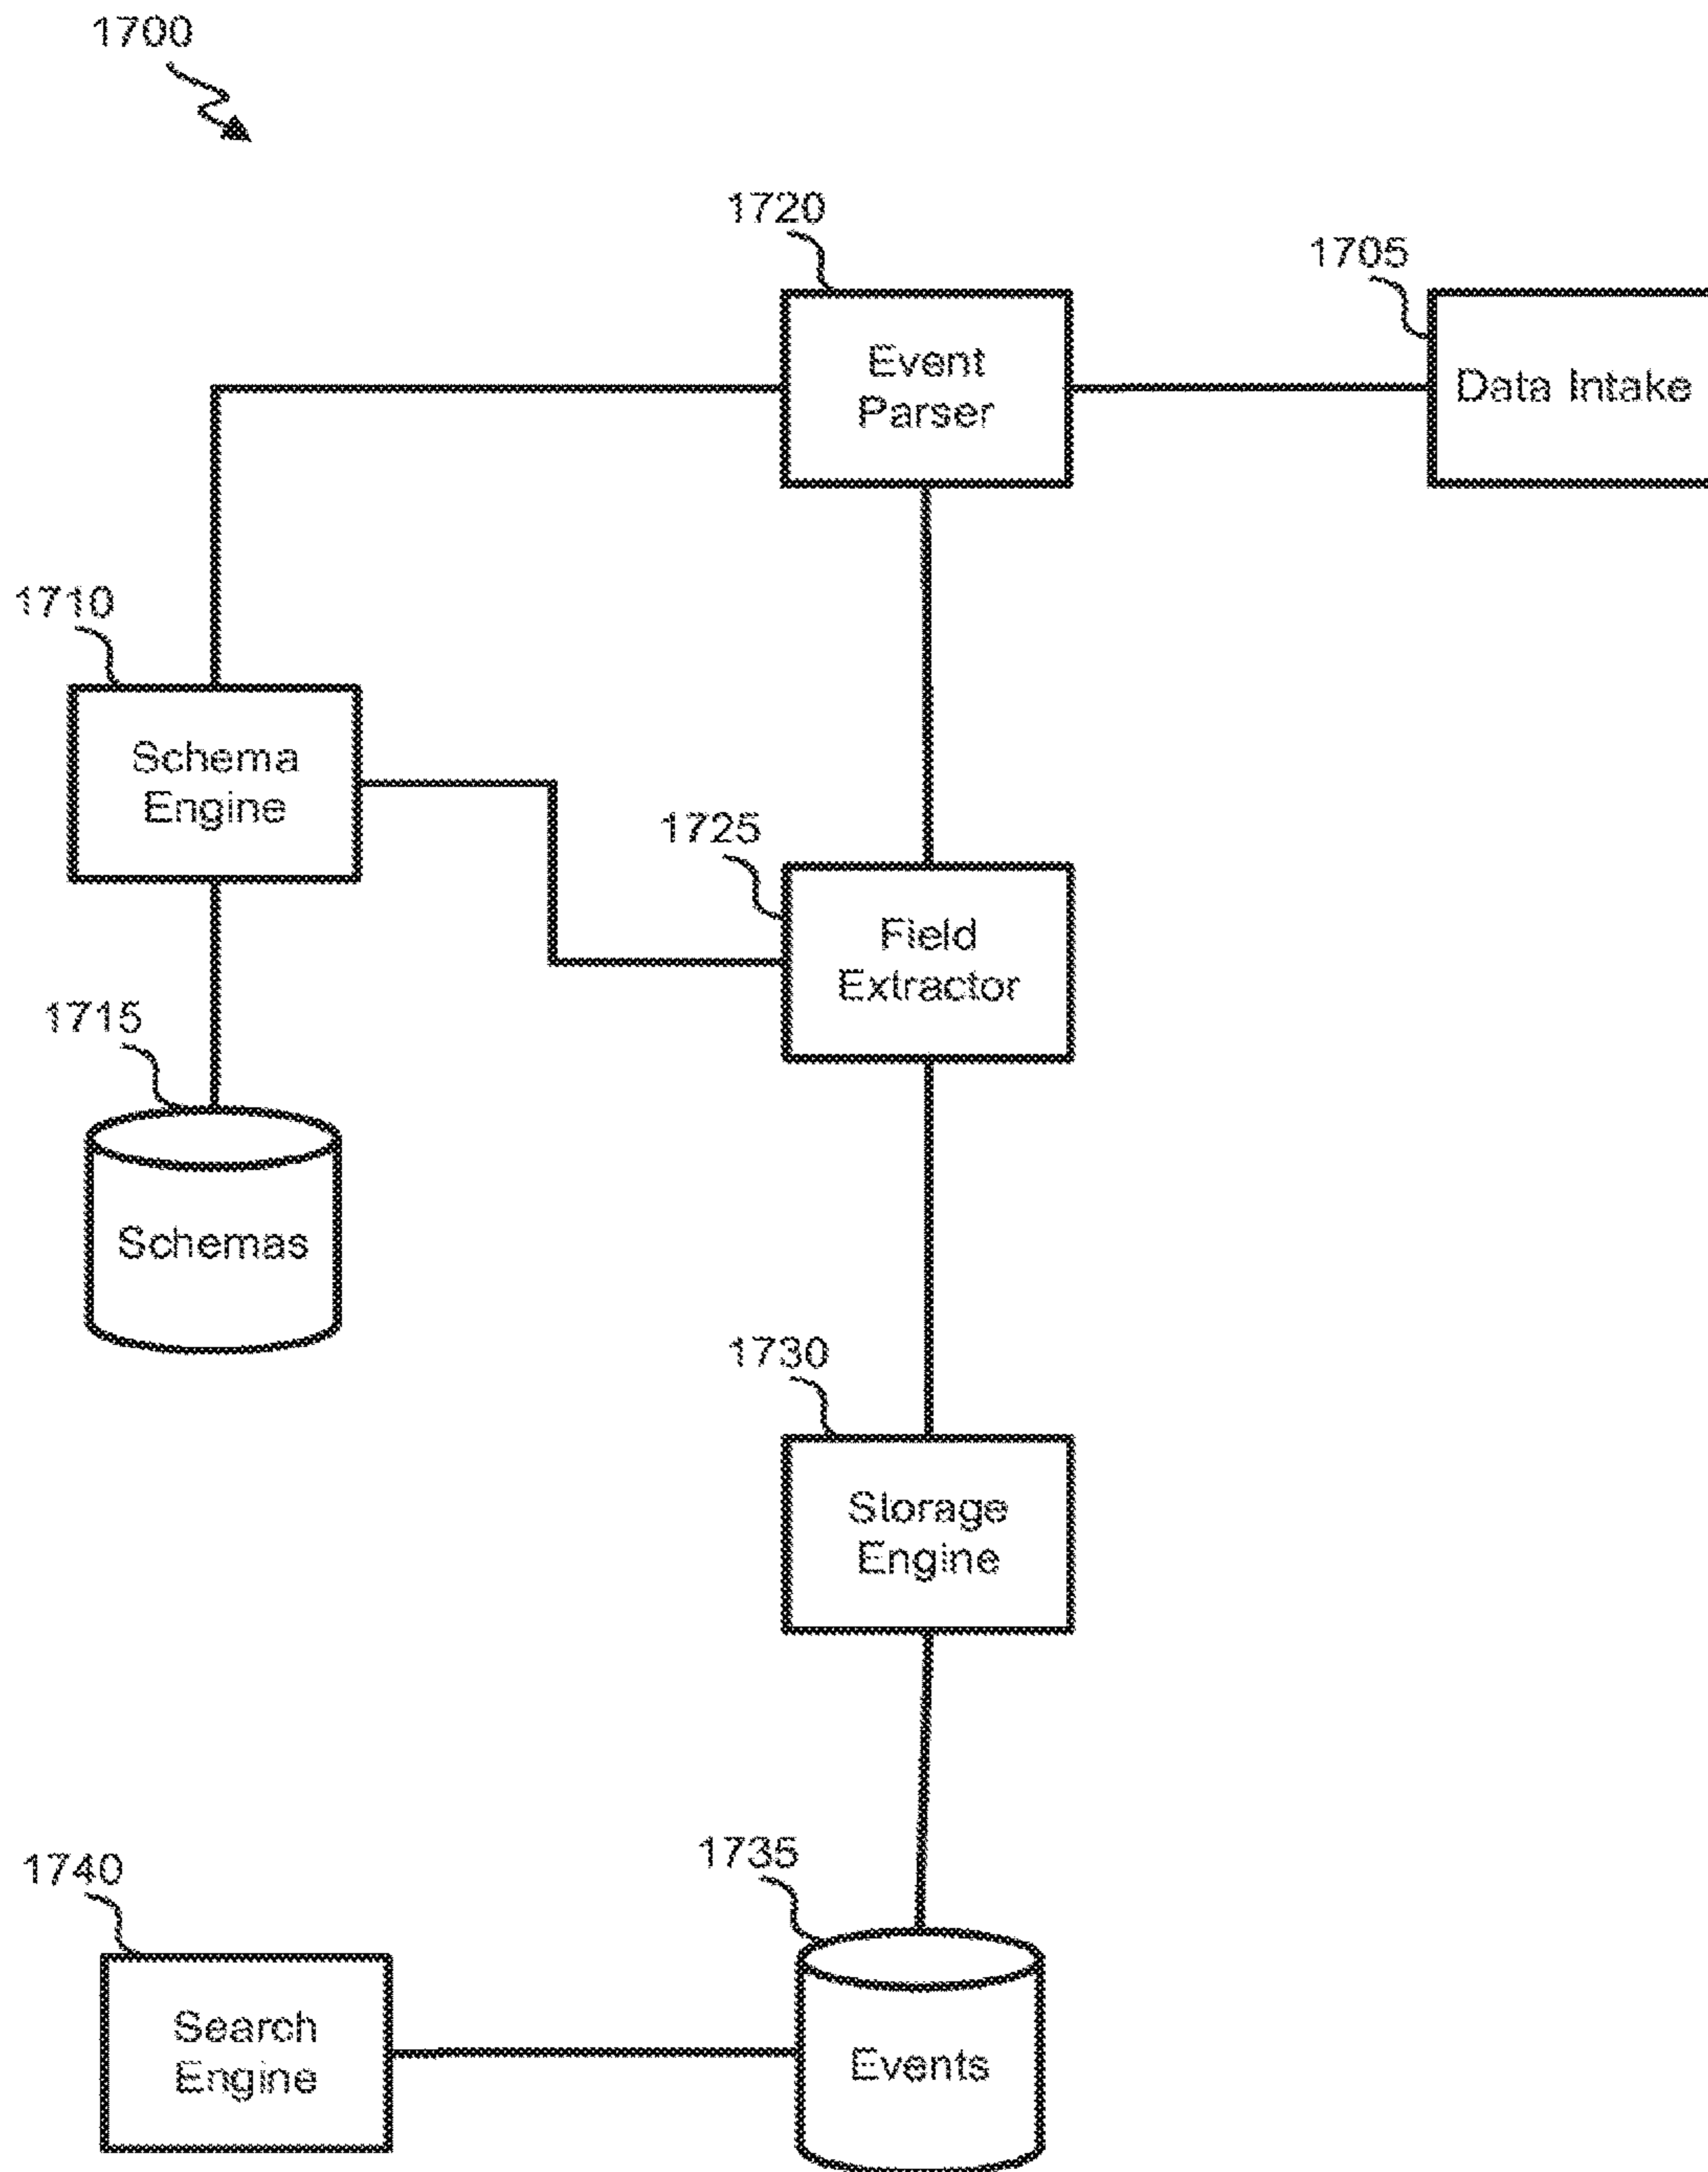 1700
1720
1705
Event
Parser
Data Intake
1710
Schema
Engine
1725
Field
Extractor
1715
Schemas
1730
Storage
Engine
1740
1735
Search
Engine
Events